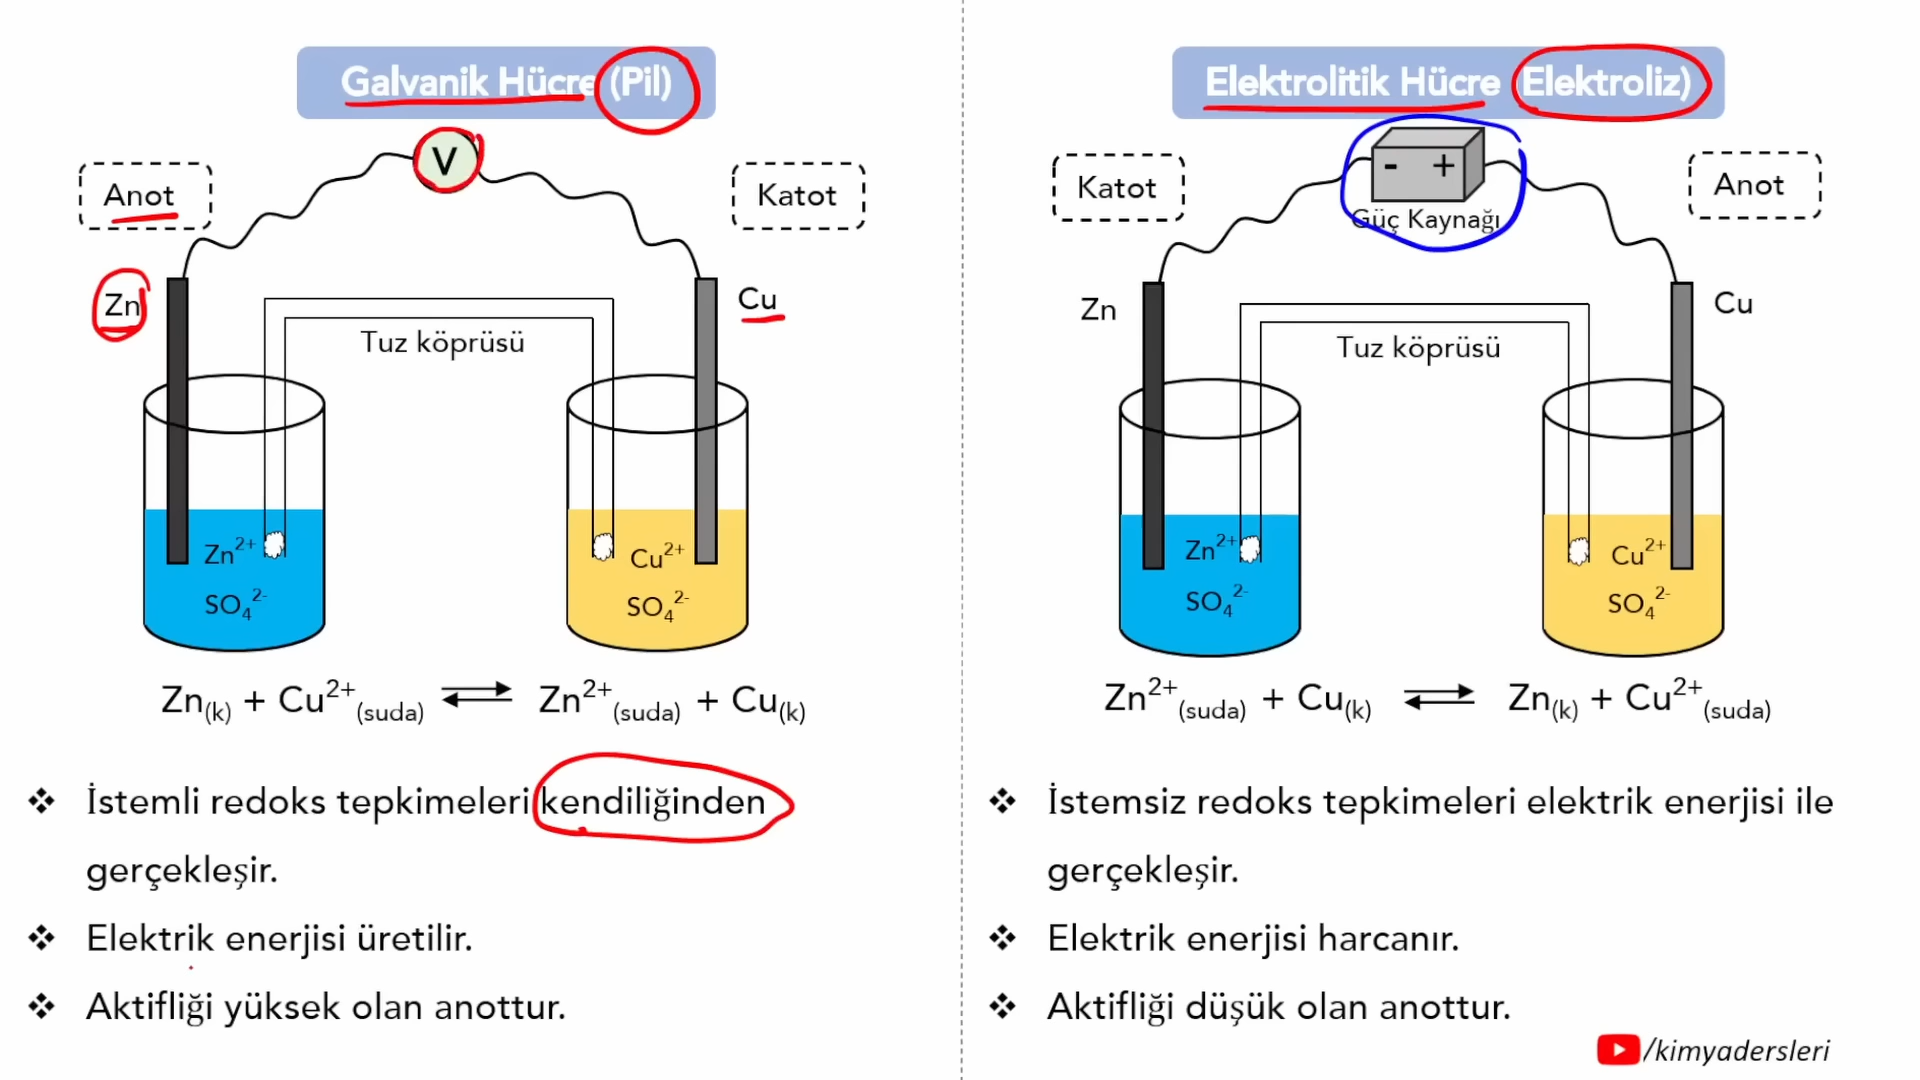 Galvanik Hücre (Pil)
V
Anot
Katot
Zn
Cu
Tuz köprüsü
Zn²⁺
SO₄²⁻
Cu²⁺
SO₄²⁻
Zn(k) + Cu²⁺(suda) ⇌ Zn²⁺(suda) + Cu(k)
❖ İstemli redoks tepkimeleri kendiliğinden
gerçekleşir.
❖ Elektrik enerjisi üretilir.
❖ Aktifliği yüksek olan anottur.
Elektrolitik Hücre (Elektroliz)
- +
Güç Kaynağı
Katot
Anot
Zn
Cu
Tuz köprüsü
Zn²⁺
SO₄²⁻
Cu²⁺
SO₄²⁻
Zn²⁺(suda) + Cu(k) ⇌ Zn(k) + Cu²⁺(suda)
❖ İstemsiz redoks tepkimeleri elektrik enerjisi ile
gerçekleşir.
❖ Elektrik enerjisi harcanır.
❖ Aktifliği düşük olan anottur.
/kimyadersleri